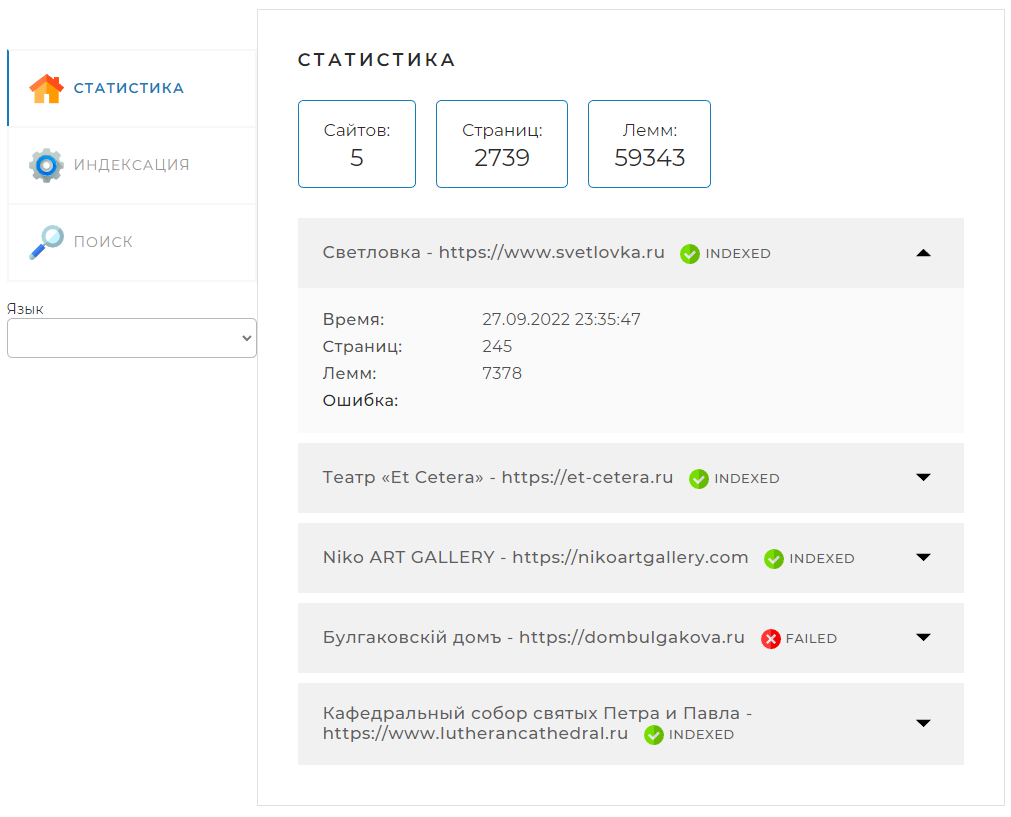 СТАТИСТИКА
ИНДЕКСАЦИЯ
ПОИСК
Язык
СТАТИСТИКА
Сайтов:
5
Страниц:
2739
Лемм:
59343
Светловка - https://www.svetlovka.ru INDEXED
Время: 27.09.2022 23:35:47
Страниц: 245
Лемм: 7378
Ошибка:
Театр «Et Cetera» - https://et-cetera.ru INDEXED
Niko ART GALLERY - https://nikoartgallery.com INDEXED
Булгаковскiй домъ - https://dombulgakova.ru FAILED
Кафедральный собор святых Петра и Павла -
https://www.lutherancathedral.ru INDEXED